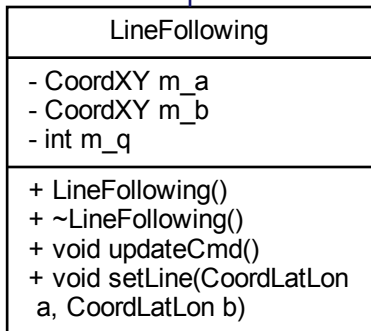 LineFollowing
- CoordXY m_a
- CoordXY m_b
- int m_q
+ LineFollowing()
+ ~LineFollowing()
+ void updateCmd()
+ void setLine(CoordLatLon
a, CoordLatLon b)